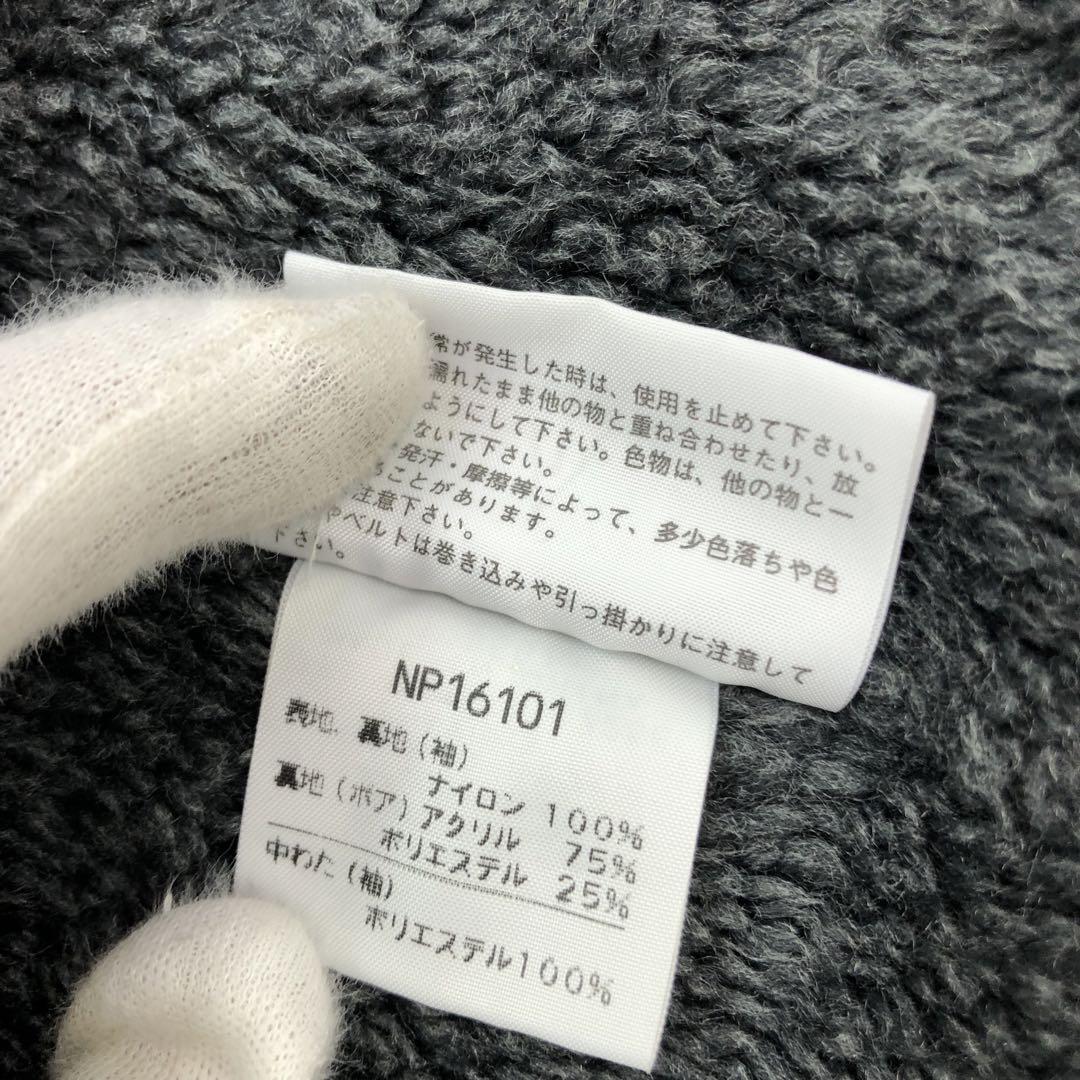 常が発生した時は、使用を止めて下さい。
濡れたまま他の物と重ね合わせたり、放
ようにして下さい。色物は、他の物と一
ないで下さい。
発汗・摩擦等によって、多少色落ちや色
ることがあります。
注意下さい。
やベルトは巻き込みや引っ掛かりに注意して
下さい。
NP16101
表地、裏地(袖)
ナイロン 100%
裏地(ボア)アクリル 75%
ポリエステル 25%
中わた(袖)
ポリエステル100%